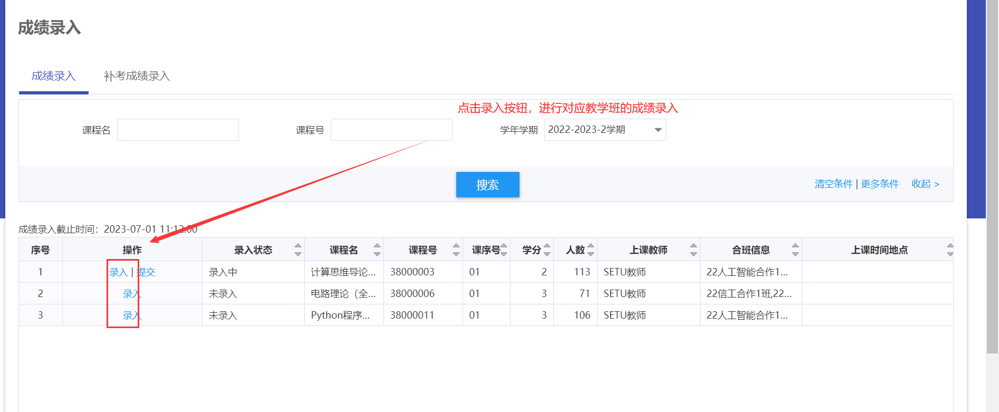 成绩录入
成绩录入 补考成绩录入
点击录入按钮，进行对应教学班的成绩录入
课程名 课程号 学年学期 2022-2023-2学期
搜索 清空条件 | 更多条件 收起 >
成绩录入截止时间：2023-07-01 11:12:00
序号 操作 录入状态 课程名 课程号 课序号 学分 人数 上课教师 合班信息 上课时间地点
1 录入 | 提交 录入中 计算思维导论... 38000003 01 2 113 SETU教师 22人工智能合作1...
2 录入 未录入 电路理论（全... 38000006 01 3 71 SETU教师 22信工合作1班,22...
3 录入 未录入 Python程序... 38000011 01 3 106 SETU教师 22人工智能合作1...